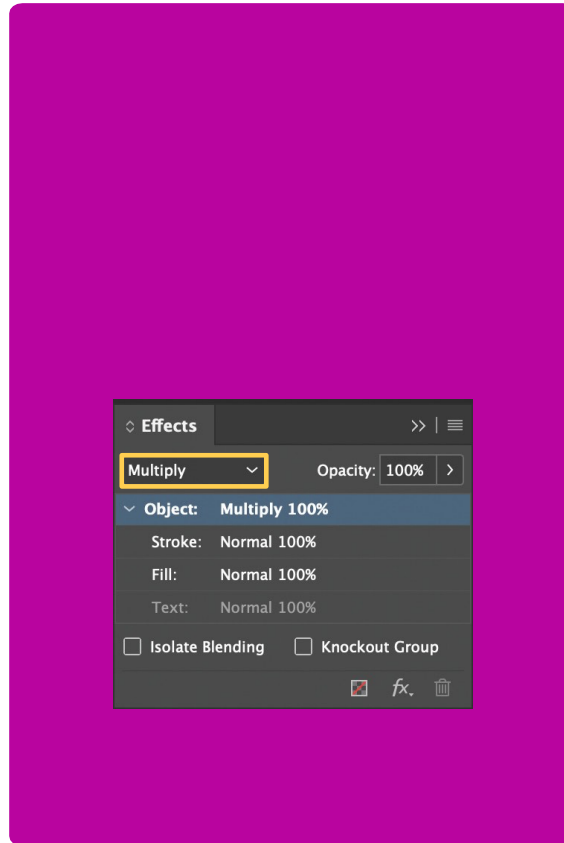 Effects
Multiply Opacity: 100%
Object: Multiply 100%
Stroke: Normal 100%
Fill: Normal 100%
Text: Normal 100%
Isolate Blending Knockout Group
fx.